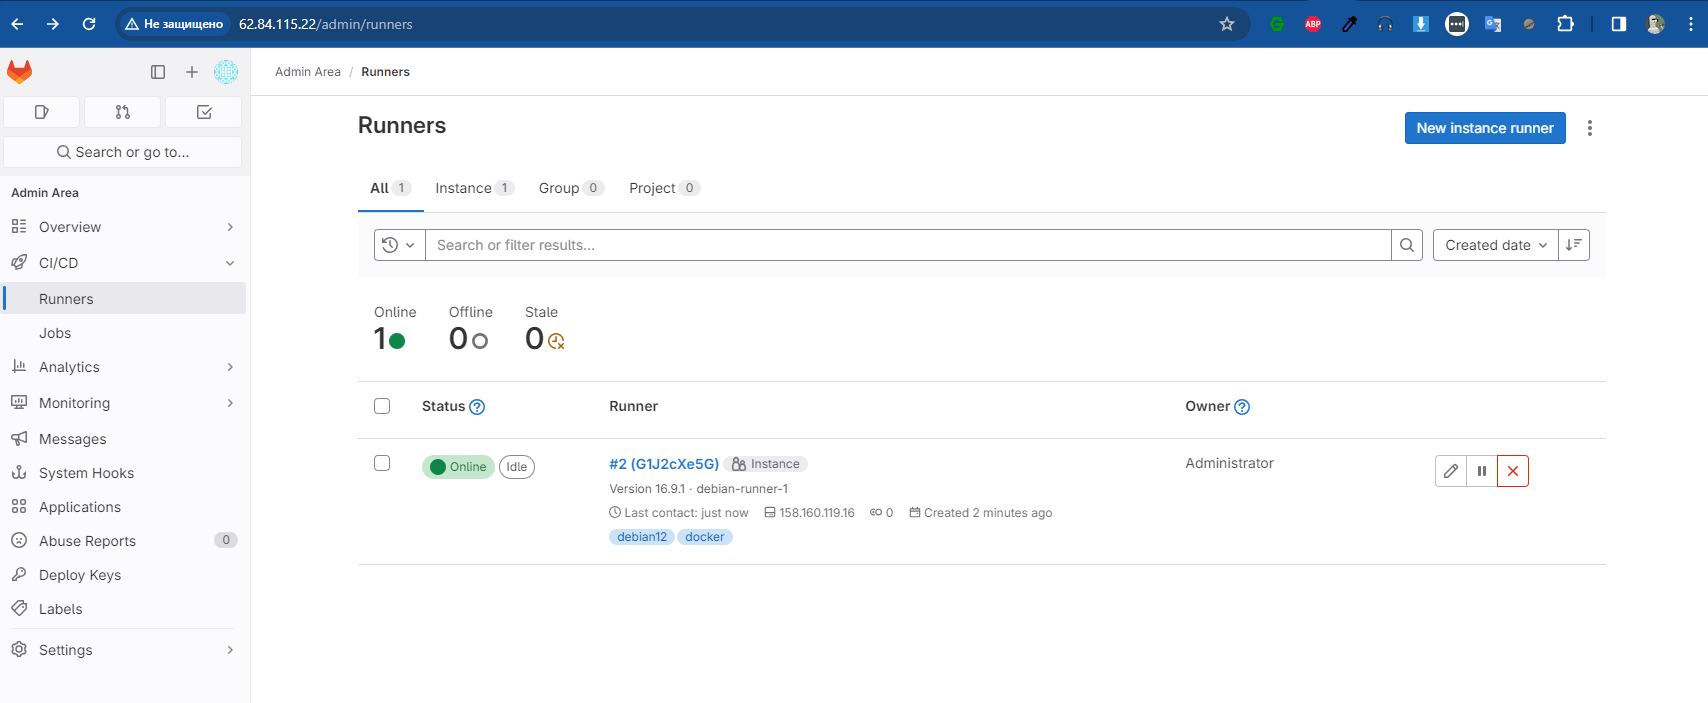 Не защищено 62.84.115.22/admin/runners
ABP
Admin Area / Runners
Search or go to...
Admin Area
Overview
CI/CD
Runners
Jobs
Analytics
Monitoring
Messages
System Hooks
Applications
Abuse Reports 0
Deploy Keys
Labels
Settings
Runners
New instance runner
All 1 Instance 1 Group 0 Project 0
Search or filter results...
Created date
Online Offline Stale
1 0 0
Status ? Runner Owner ?
Online Idle #2 (G1J2cXe5G) Instance Administrator
Version 16.9.1 · debian-runner-1
Last contact: just now 158.160.119.16 0 Created 2 minutes ago
debian12 docker